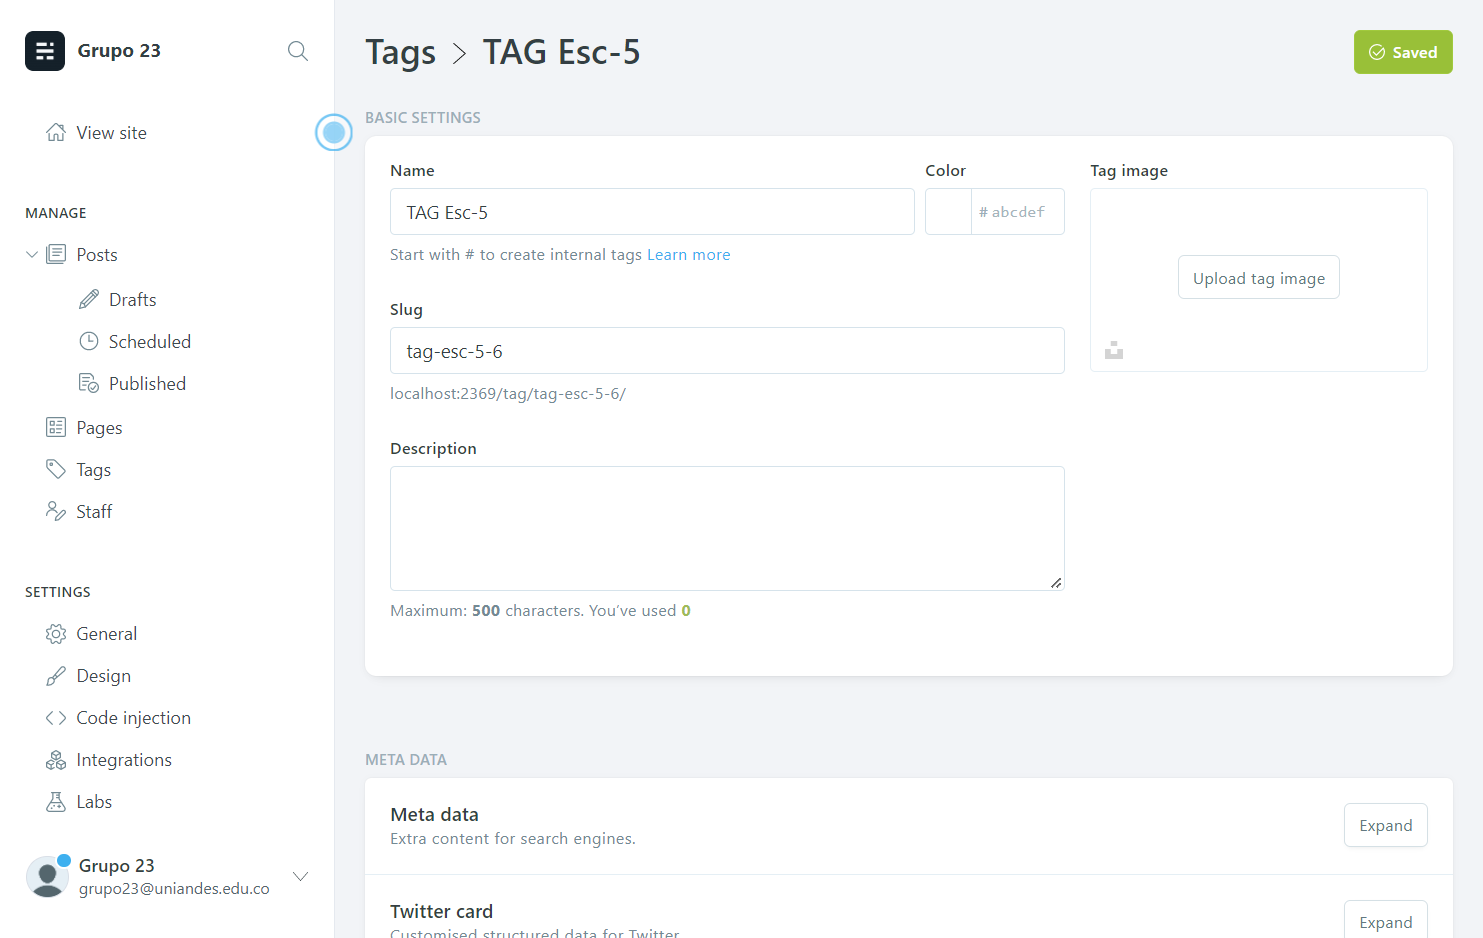 Grupo 23
View site
MANAGE
Posts
Drafts
Scheduled
Published
Pages
Tags
Staff
SETTINGS
General
Design
Code injection
Integrations
Labs
Grupo 23
grupo23@uniandes.edu.co
Tags > TAG Esc-5
Saved
BASIC SETTINGS
Name
TAG Esc-5
Start with # to create internal tags Learn more
Color
# abcdef
Slug
tag-esc-5-6
localhost:2369/tag/tag-esc-5-6/
Description
Maximum: 500 characters. You’ve used 0
Tag image
Upload tag image
META DATA
Meta data
Extra content for search engines.
Expand
Twitter card
Customised structured data for Twitter
Expand